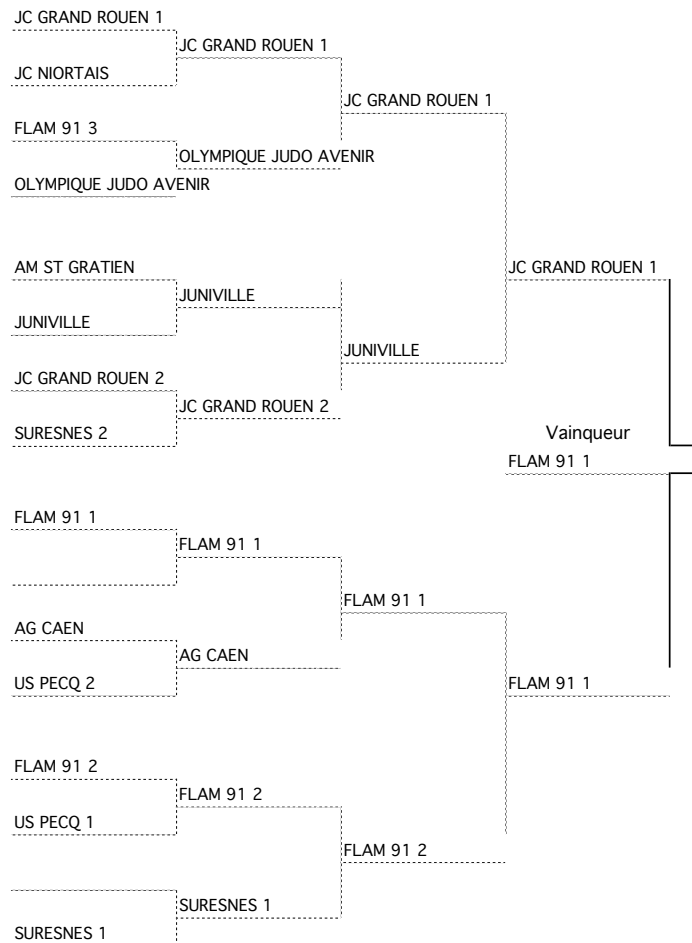 JC GRAND ROUEN 1
JC GRAND ROUEN 1
JC NIORTAIS
JC GRAND ROUEN 1
FLAM 91 3
OLYMPIQUE JUDO AVENIR
OLYMPIQUE JUDO AVENIR
AM ST GRATIEN
JC GRAND ROUEN 1
JUNIVILLE
JUNIVILLE
JUNIVILLE
JC GRAND ROUEN 2
JC GRAND ROUEN 2
SURESNES 2
Vainqueur
FLAM 91 1
FLAM 91 1
FLAM 91 1
FLAM 91 1
AG CAEN
AG CAEN
US PECQ 2
FLAM 91 1
FLAM 91 2
FLAM 91 2
US PECQ 1
FLAM 91 2
SURESNES 1
SURESNES 1